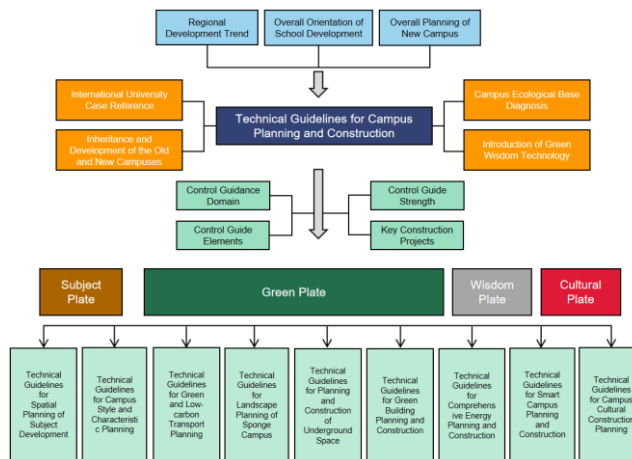 Regional
Development Trend
Overall Orientation of
School Development
Overall Planning of
New Campus
International University
Case Reference
Campus Ecological Base
Diagnosis
Technical Guidelines for Campus
Planning and Construction
Inheritance and
Development of the Old
and New Campuses
Introduction of Green
Wisdom Technology
Control Guidance
Domain
Control Guide
Strength
Control Guide
Elements
Key Construction
Projects
Subject
Plate
Green Plate
Wisdom
Plate
Cultural
Plate
Technical
Guidelines for
Spatial
Planning of
Subject
Development
Technical
Guidelines for
Campus
Style and
Characteristi
c Planning
Technical
Guidelines for
Green and Low-
carbon
Transport
Planning
Technical
Guidelines for
Landscape
Planning of
Sponge
Campus
Technical
Guidelines
for Planning
and
Construction of
Underground
Space
Technical
Guidelines for
Green
Building
Planning and
Construction
Technical
Guidelines for
Comprehens
ive Energy
Planning and
Construction
Technical
Guidelines
for Smart
Campus
Planning
and
Construction
Technical
Guidelines
for Campus
Cultural
Construction
Planning